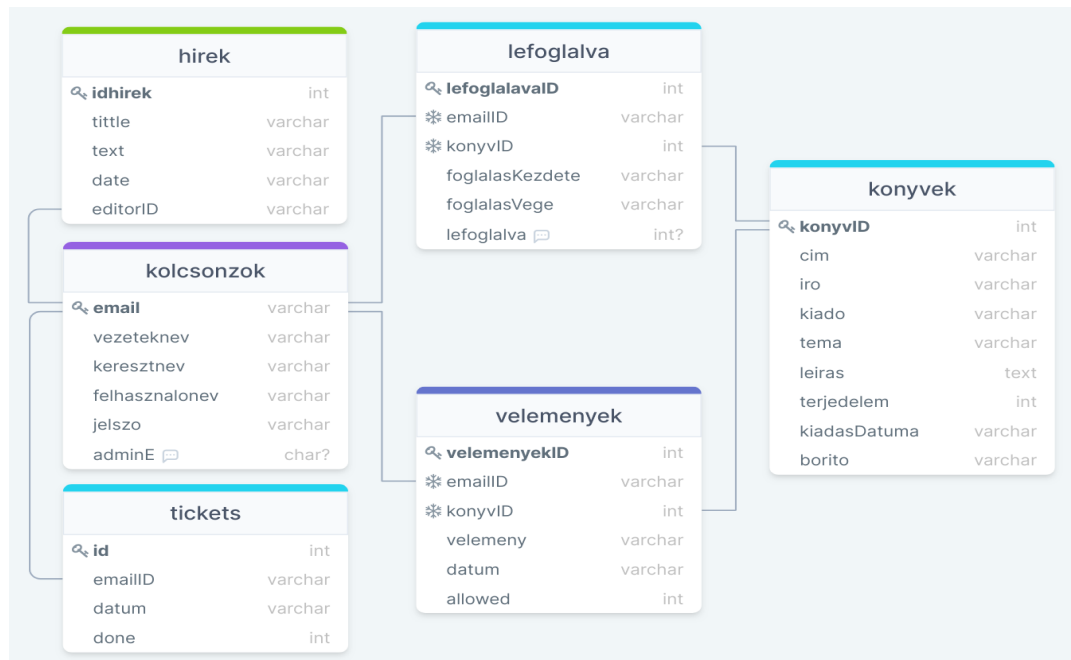 hirek
idhirek int
tittle varchar
text varchar
date varchar
editorID varchar
kolcsonzok
email varchar
vezeteknev varchar
keresztnev varchar
felhasznalonev varchar
jelszo varchar
adminE char?
tickets
id int
emailID varchar
datum varchar
done int
lefoglalva
lefoglalavaID int
emailID varchar
konyvID int
foglalasKezdete varchar
foglalasVege varchar
lefoglalva int?
velemenyek
velemenyekID int
emailID varchar
konyvID int
velemeny varchar
datum varchar
allowed int
konyvek
konyvID int
cim varchar
iro varchar
kiado varchar
tema varchar
leiras text
terjedelem int
kiadasDatuma varchar
borito varchar